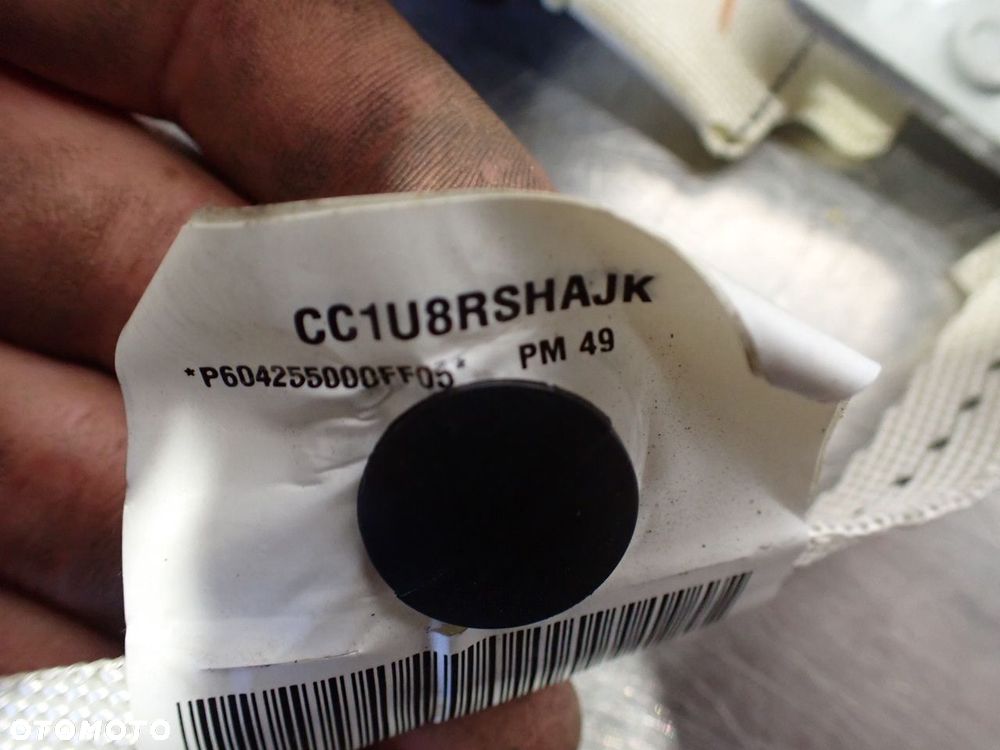 CC1U8RSHAJK
*P604255000FF05* PM 49
OTOMOTO